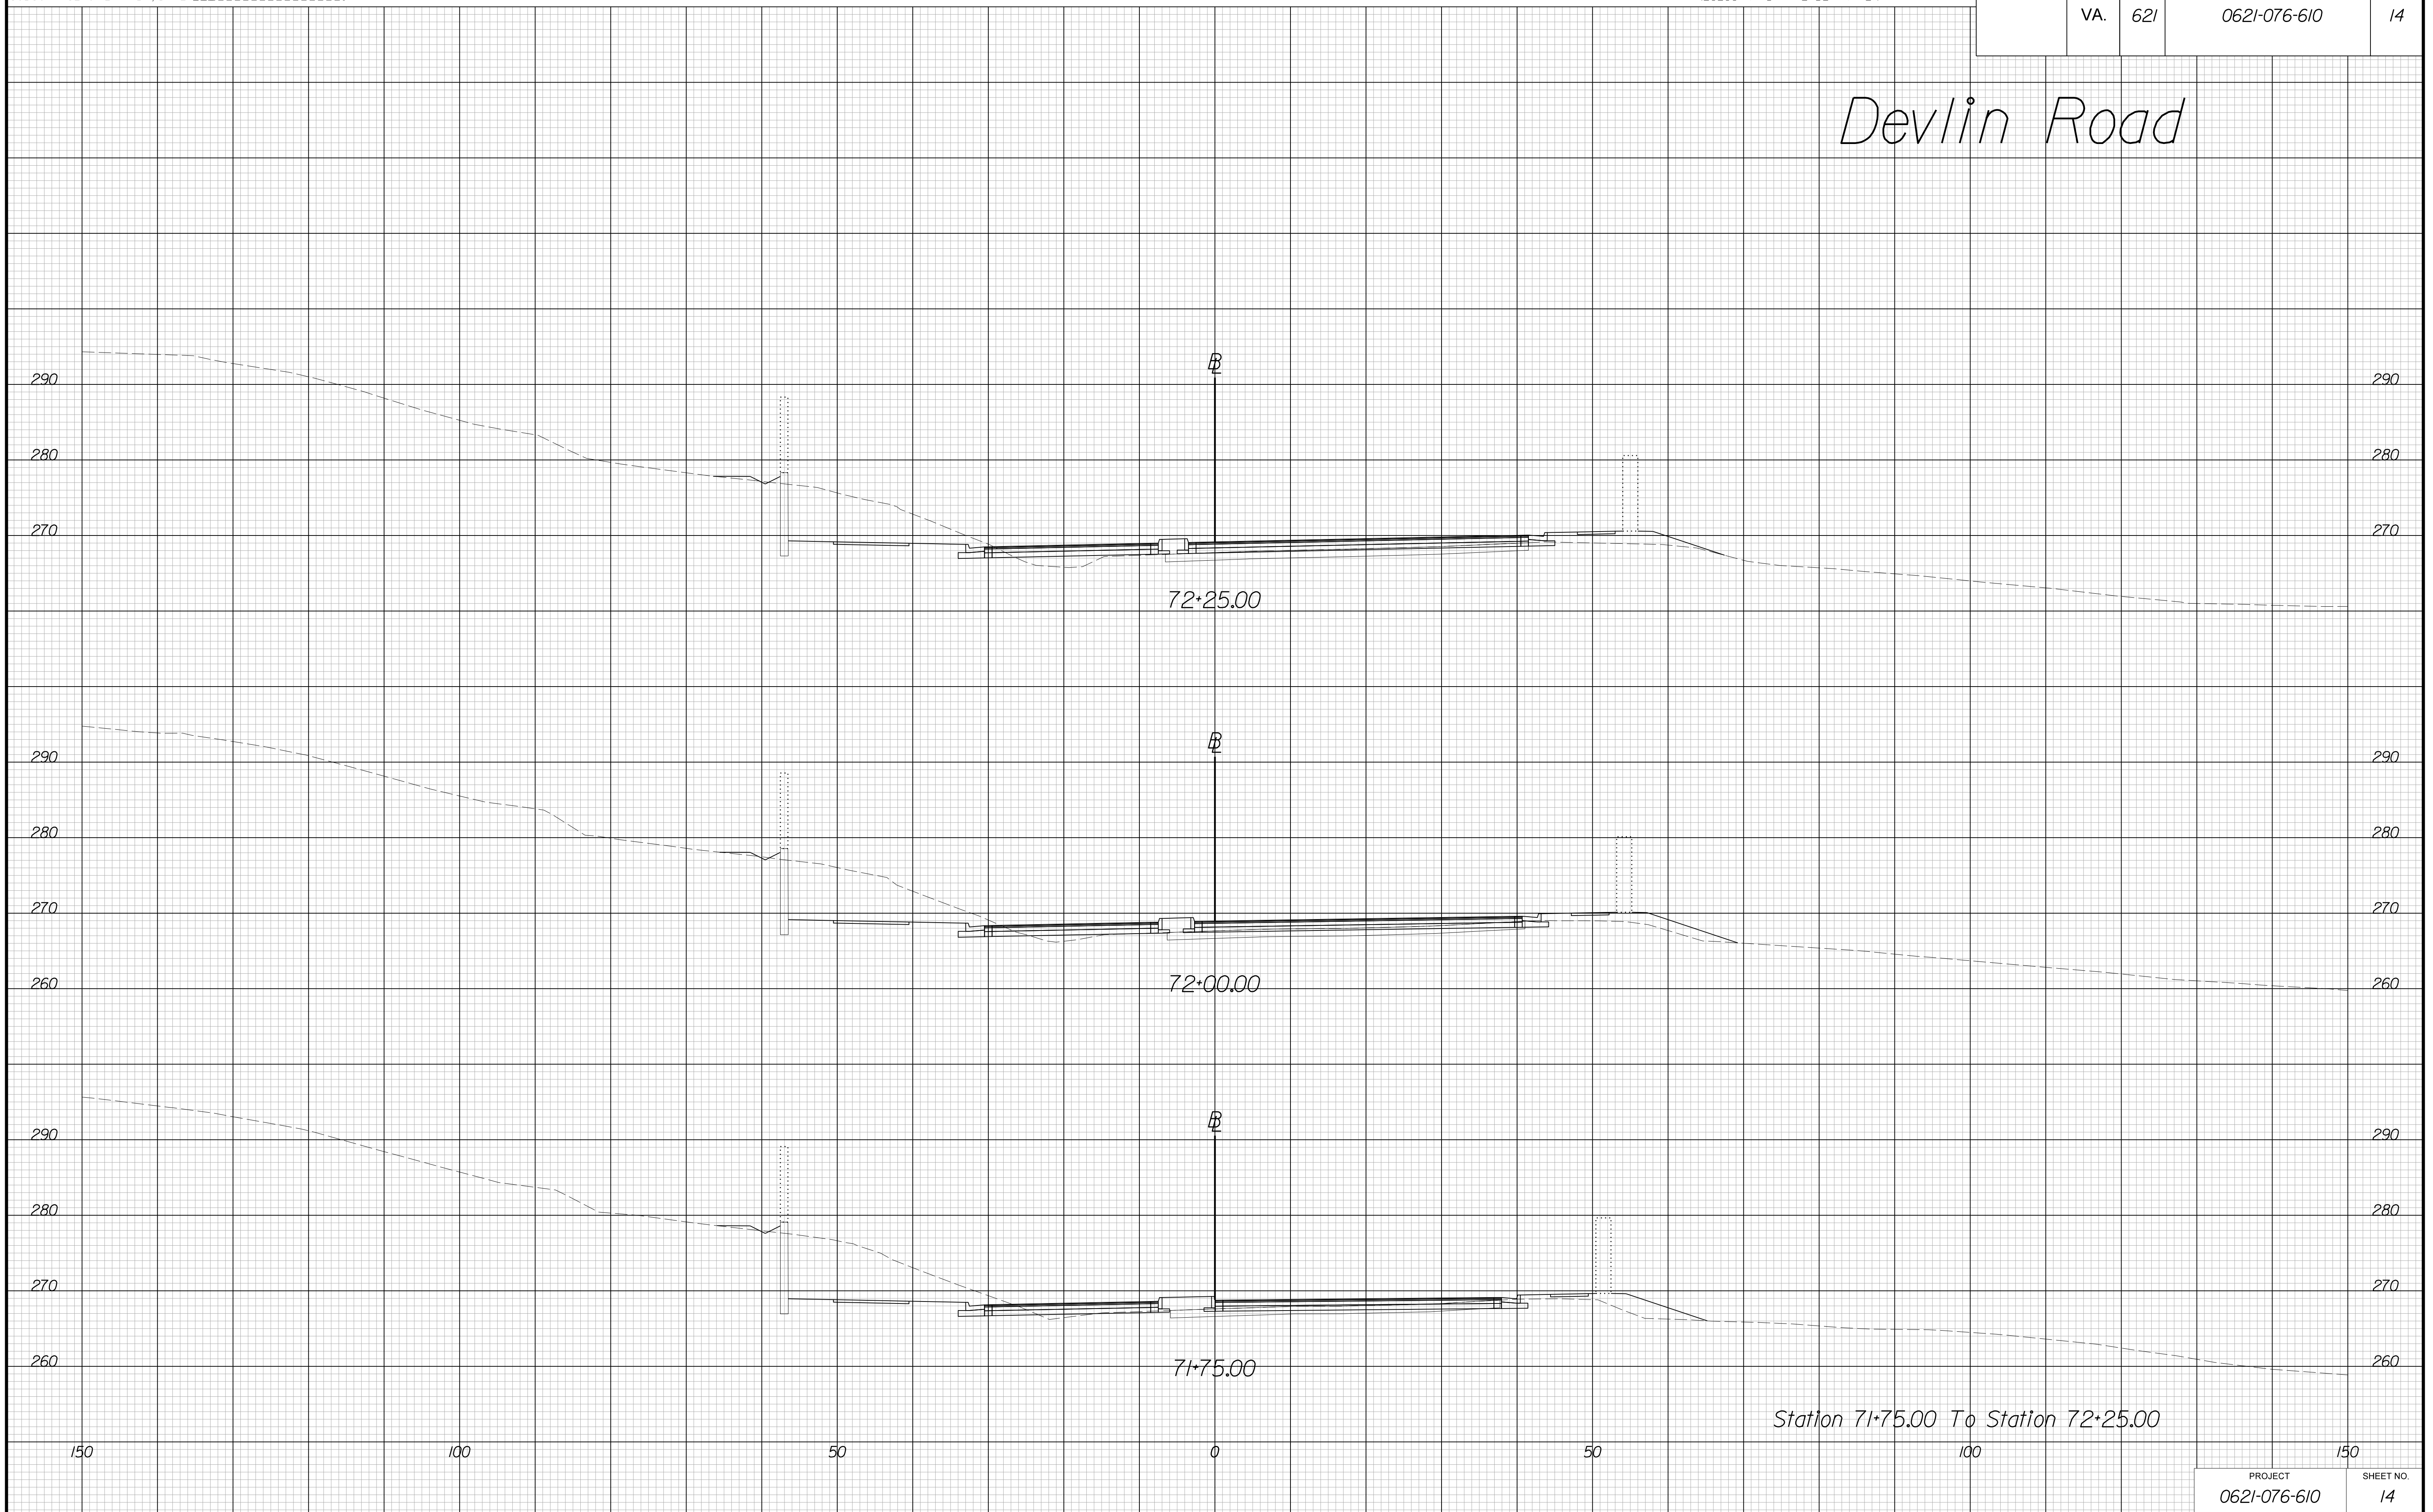 VA. 621 0621-076-610 14
Devlin Road
BL
290 290
280 280
270 270
72+25.00
BL
290 290
280 280
270 270
260 260
72+00.00
BL
290 290
280 280
270 270
260 260
71+75.00
Station 71+75.00 To Station 72+25.00
150 100 50 0 50 100 150
PROJECT SHEET NO.
0621-076-610 14